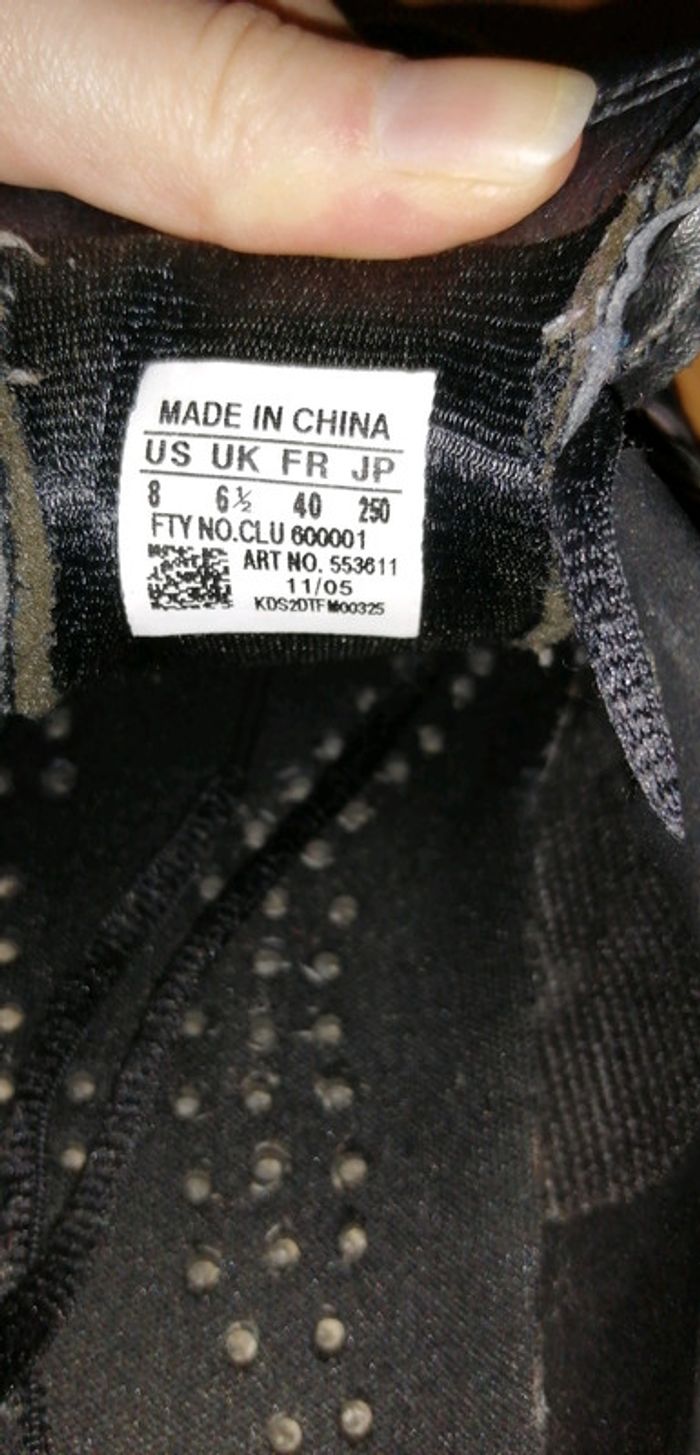 MADE IN CHINA
US UK FR JP
8 6½ 40 250
FTY NO.CLU 600001
ART NO. 553611
11/05
KDS2DTFM00325